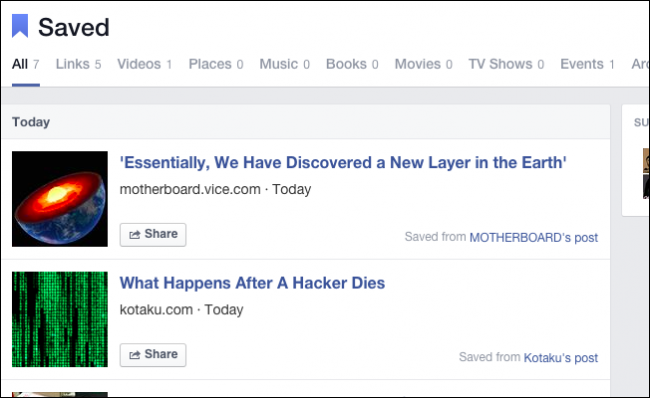 Saved
All 7 Links 5 Videos 1 Places 0 Music 0 Books 0 Movies 0 TV Shows 0 Events 1 Arc
Today
SU
'Essentially, We Have Discovered a New Layer in the Earth'
motherboard.vice.com · Today
Share
Saved from MOTHERBOARD's post
What Happens After A Hacker Dies
kotaku.com · Today
Share
Saved from Kotaku's post